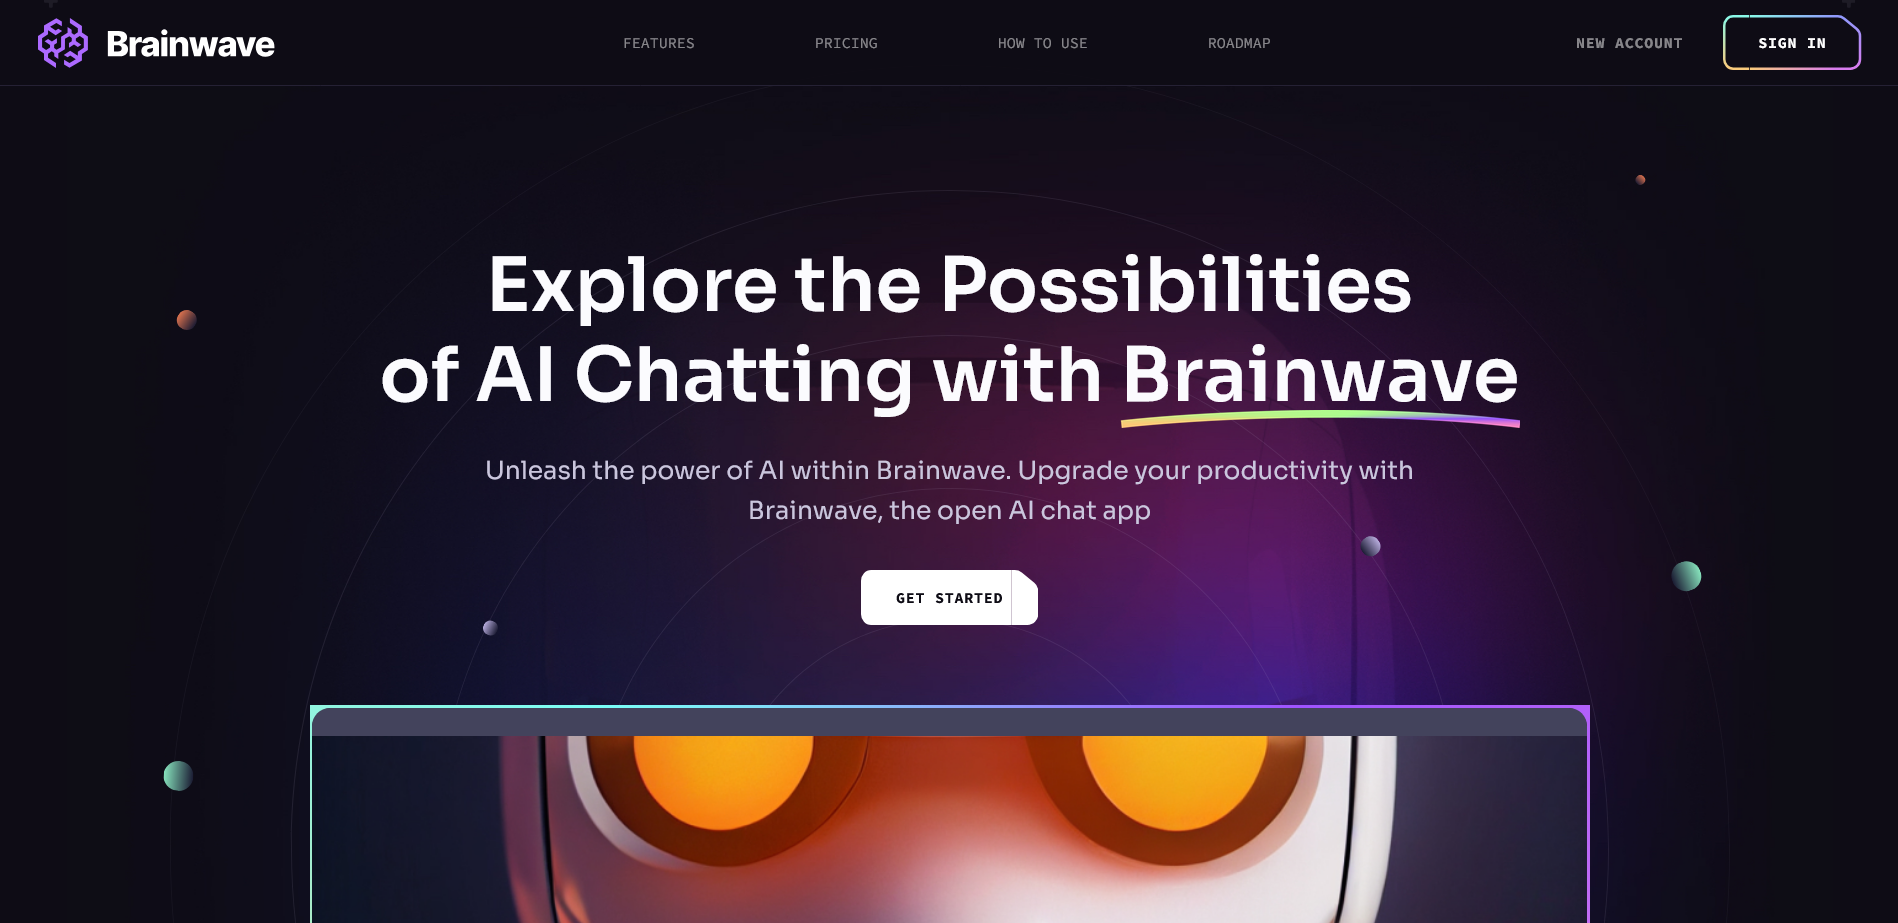 Brainwave
FEATURES
PRICING
HOW TO USE
ROADMAP
NEW ACCOUNT
SIGN IN
Explore the Possibilities
of AI Chatting with Brainwave
Unleash the power of AI within Brainwave. Upgrade your productivity with
Brainwave, the open AI chat app
GET STARTED